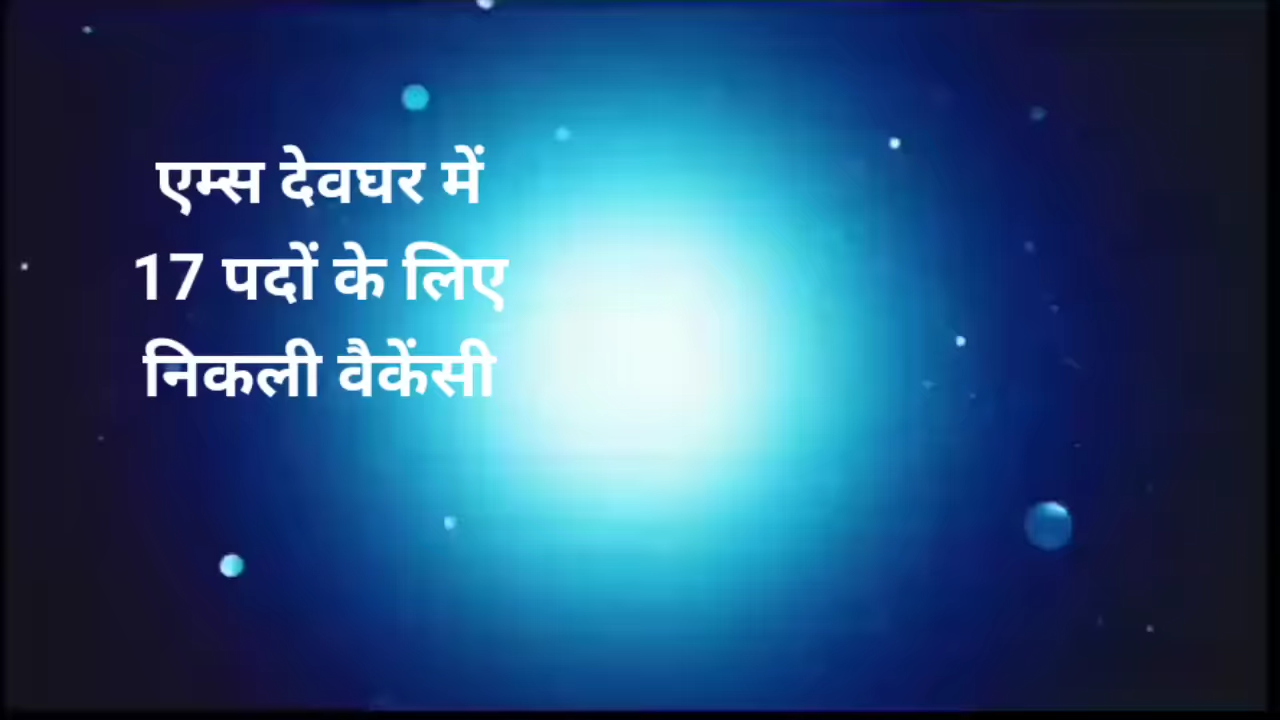 एम्स देवघर में
17 पदों के लिए
निकली वैकेंसी